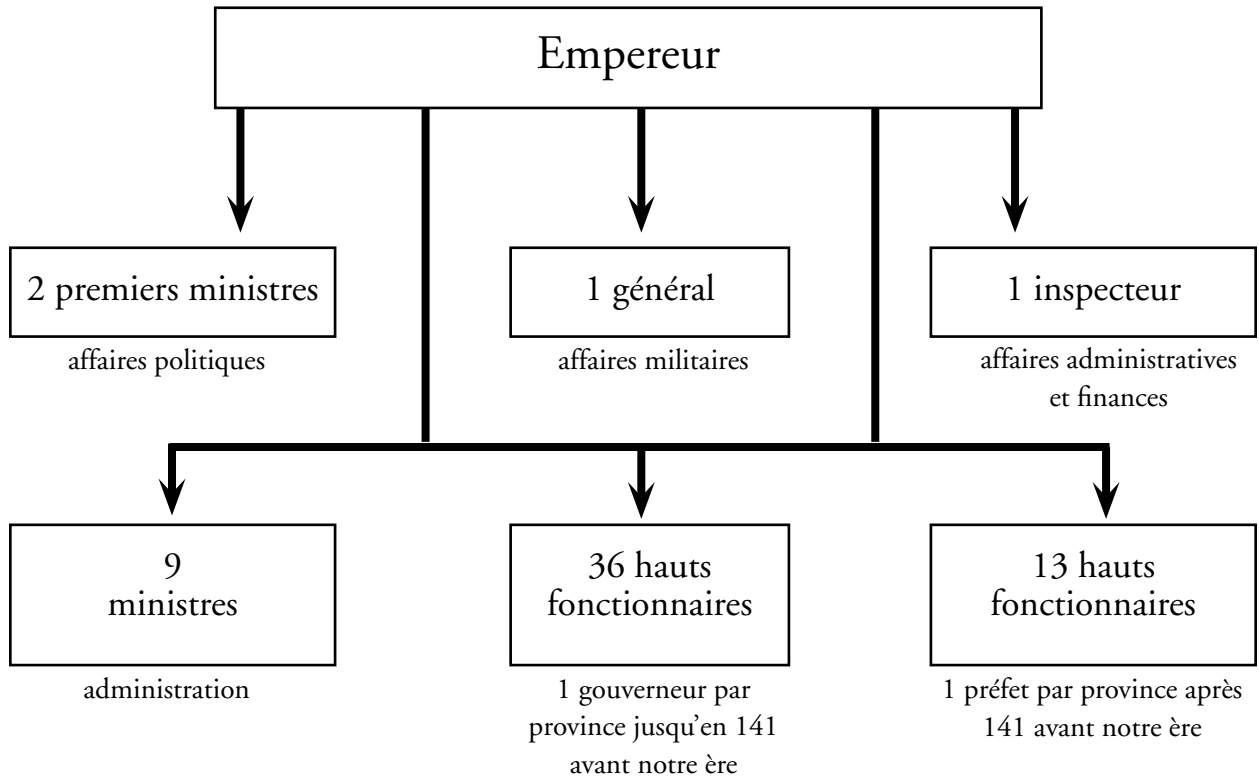 Empereur
2 premiers ministres
affaires politiques
1 général
affaires militaires
1 inspecteur
affaires administratives
et finances
9
ministres
administration
36 hauts
fonctionnaires
1 gouverneur par
province jusqu’en 141
avant notre ère
13 hauts
fonctionnaires
1 préfet par province après
141 avant notre ère